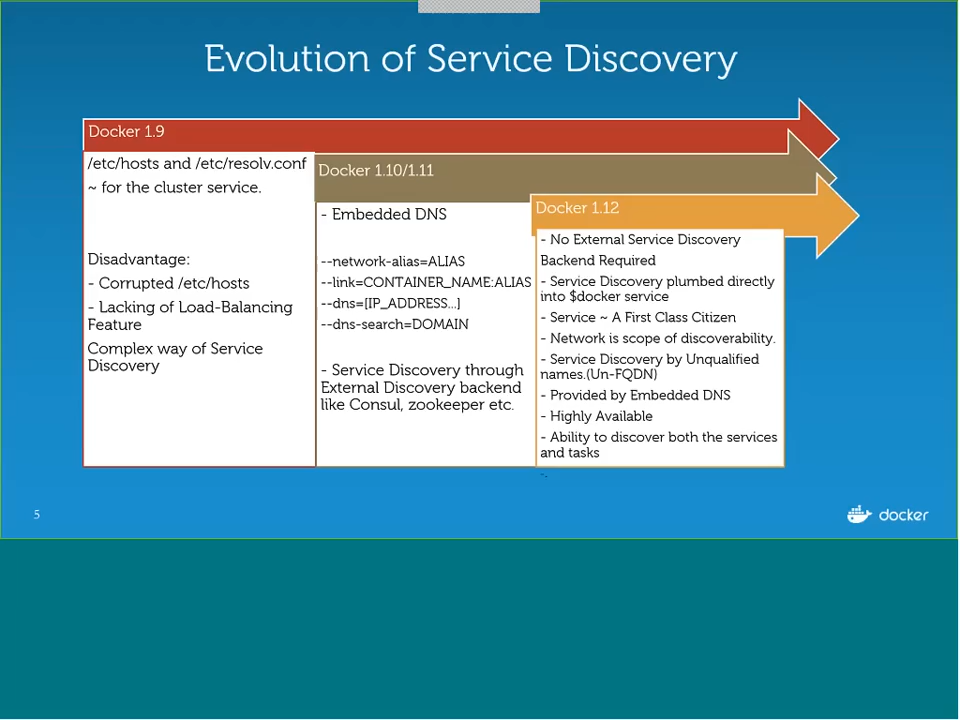 Evolution of Service Discovery
Docker 1.9
/etc/hosts and /etc/resolv.conf
~ for the cluster service.
Disadvantage:
- Corrupted /etc/hosts
- Lacking of Load-Balancing
Feature
Complex way of Service
Discovery
Docker 1.10/1.11
- Embedded DNS
--network-alias=ALIAS
--link=CONTAINER_NAME:ALIAS
--dns=[IP_ADDRESS...]
--dns-search=DOMAIN
- Service Discovery through
External Discovery backend
like Consul, zookeeper etc.
Docker 1.12
- No External Service Discovery
Backend Required
- Service Discovery plumbed directly
into $docker service
- Service ~ A First Class Citizen
- Network is scope of discoverability.
- Service Discovery by Unqualified
names.(Un-FQDN)
- Provided by Embedded DNS
- Highly Available
- Ability to discover both the services
and tasks
-.
5
docker